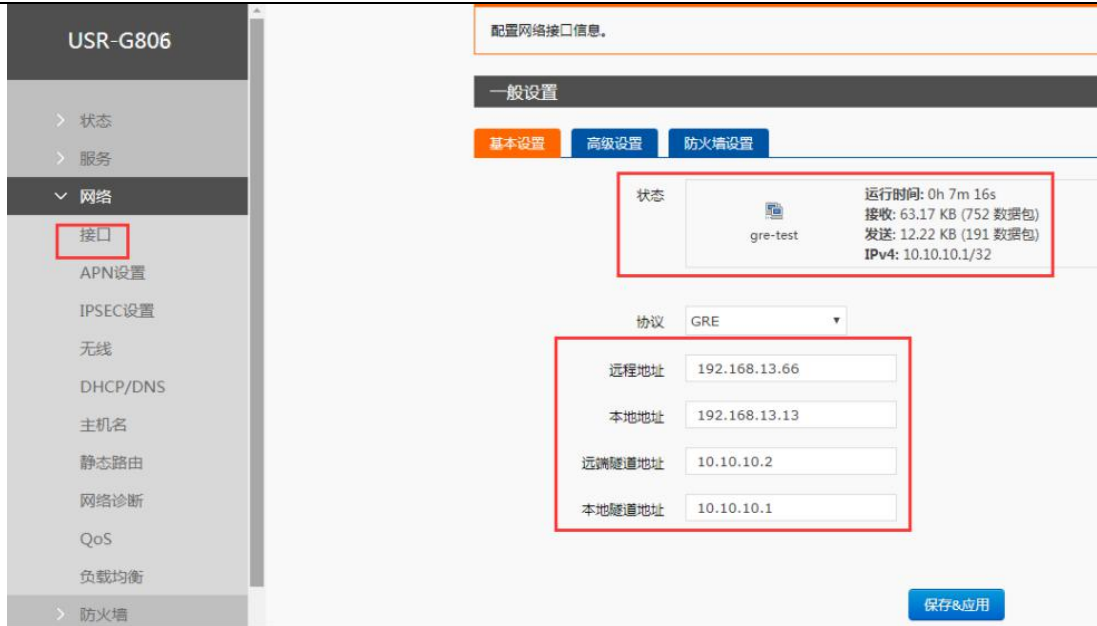 USR-G806
状态
服务
网络
接口
APN设置
IPSEC设置
无线
DHCP/DNS
主机名
静态路由
网络诊断
QoS
负载均衡
防火墙
配置网络接口信息。
一般设置
基本设置 高级设置 防火墙设置
状态
gre-test
运行时间: 0h 7m 16s
接收: 63.17 KB (752 数据包)
发送: 12.22 KB (191 数据包)
IPv4: 10.10.10.1/32
协议 GRE
远程地址 192.168.13.66
本地地址 192.168.13.13
远端隧道地址 10.10.10.2
本地隧道地址 10.10.10.1
保存&应用